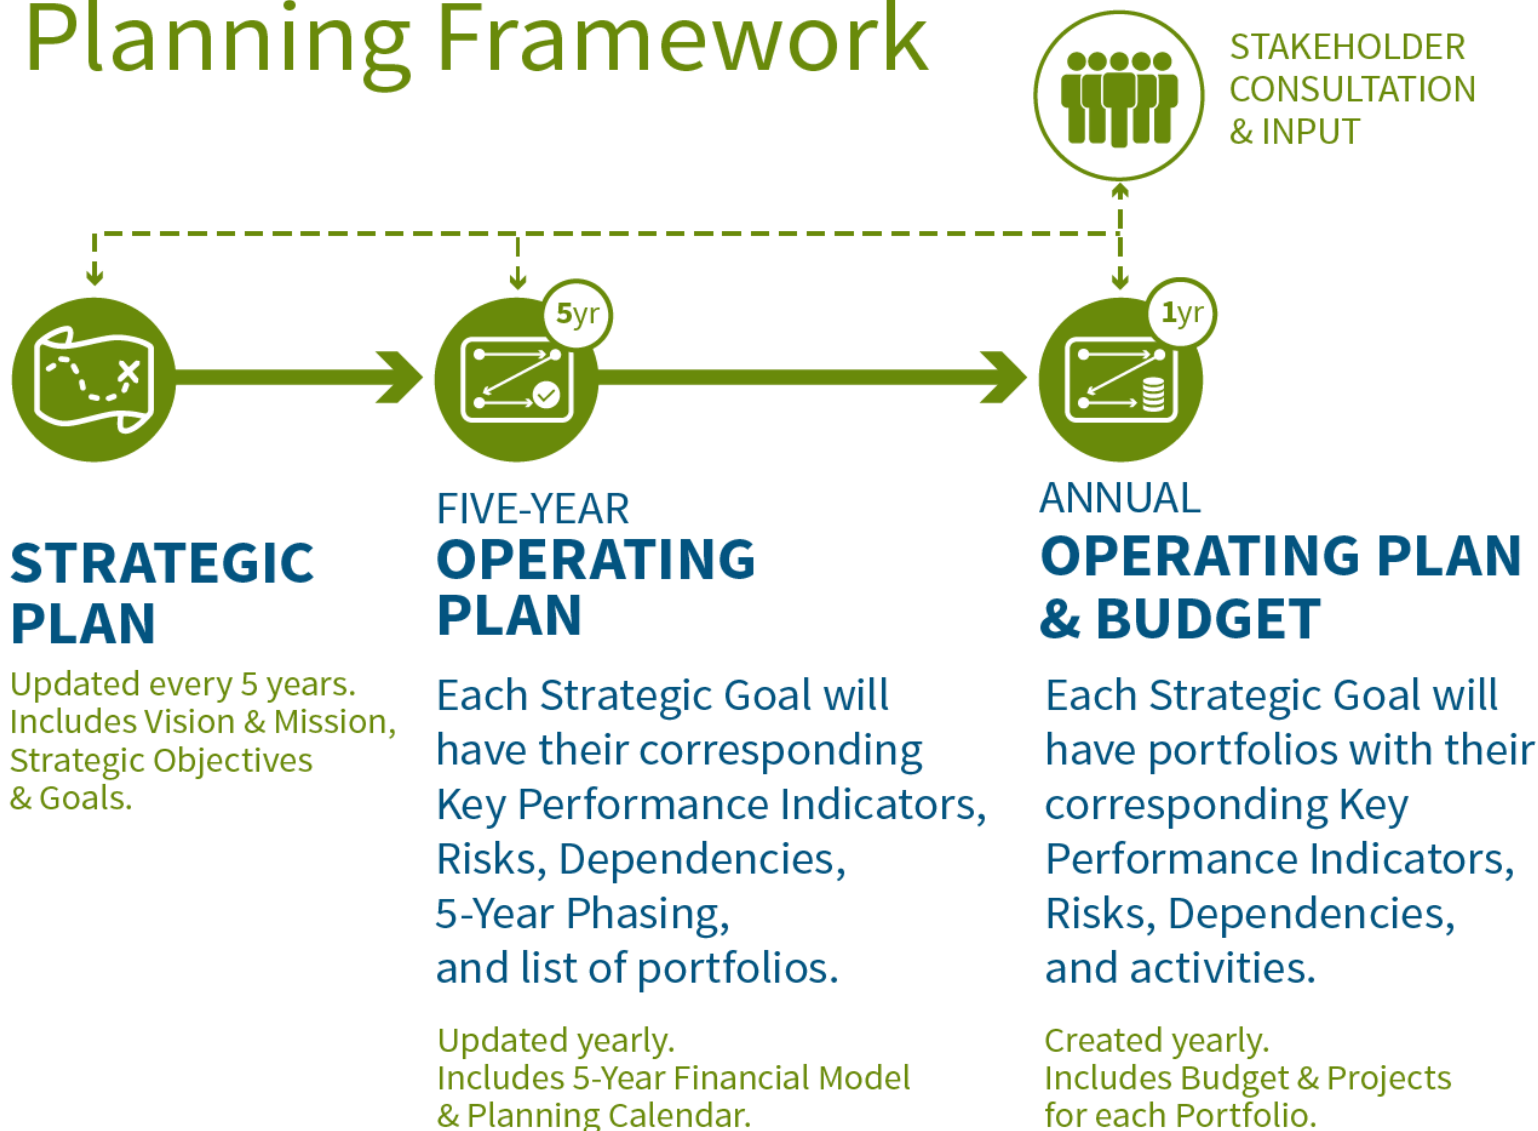 Planning Framework
STAKEHOLDER
CONSULTATION
& INPUT
5yr
1yr
STRATEGIC
PLAN
Updated every 5 years.
Includes Vision & Mission,
Strategic Objectives
& Goals.
FIVE-YEAR
OPERATING
PLAN
Each Strategic Goal will
have their corresponding
Key Performance Indicators,
Risks, Dependencies,
5-Year Phasing,
and list of portfolios.
Updated yearly.
Includes 5-Year Financial Model
& Planning Calendar.
ANNUAL
OPERATING PLAN
& BUDGET
Each Strategic Goal will
have portfolios with their
corresponding Key
Performance Indicators,
Risks, Dependencies,
and activities.
Created yearly.
Includes Budget & Projects
for each Portfolio.